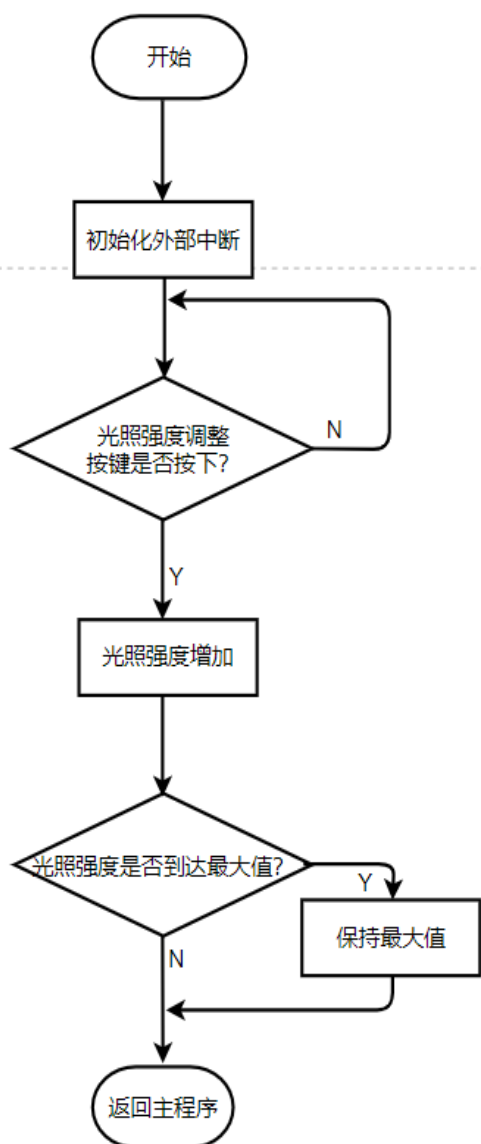 开始
初始化外部中断
光照强度调整
按键是否按下?
N
Y
光照强度增加
光照强度是否到达最大值?
Y
保持最大值
N
返回主程序